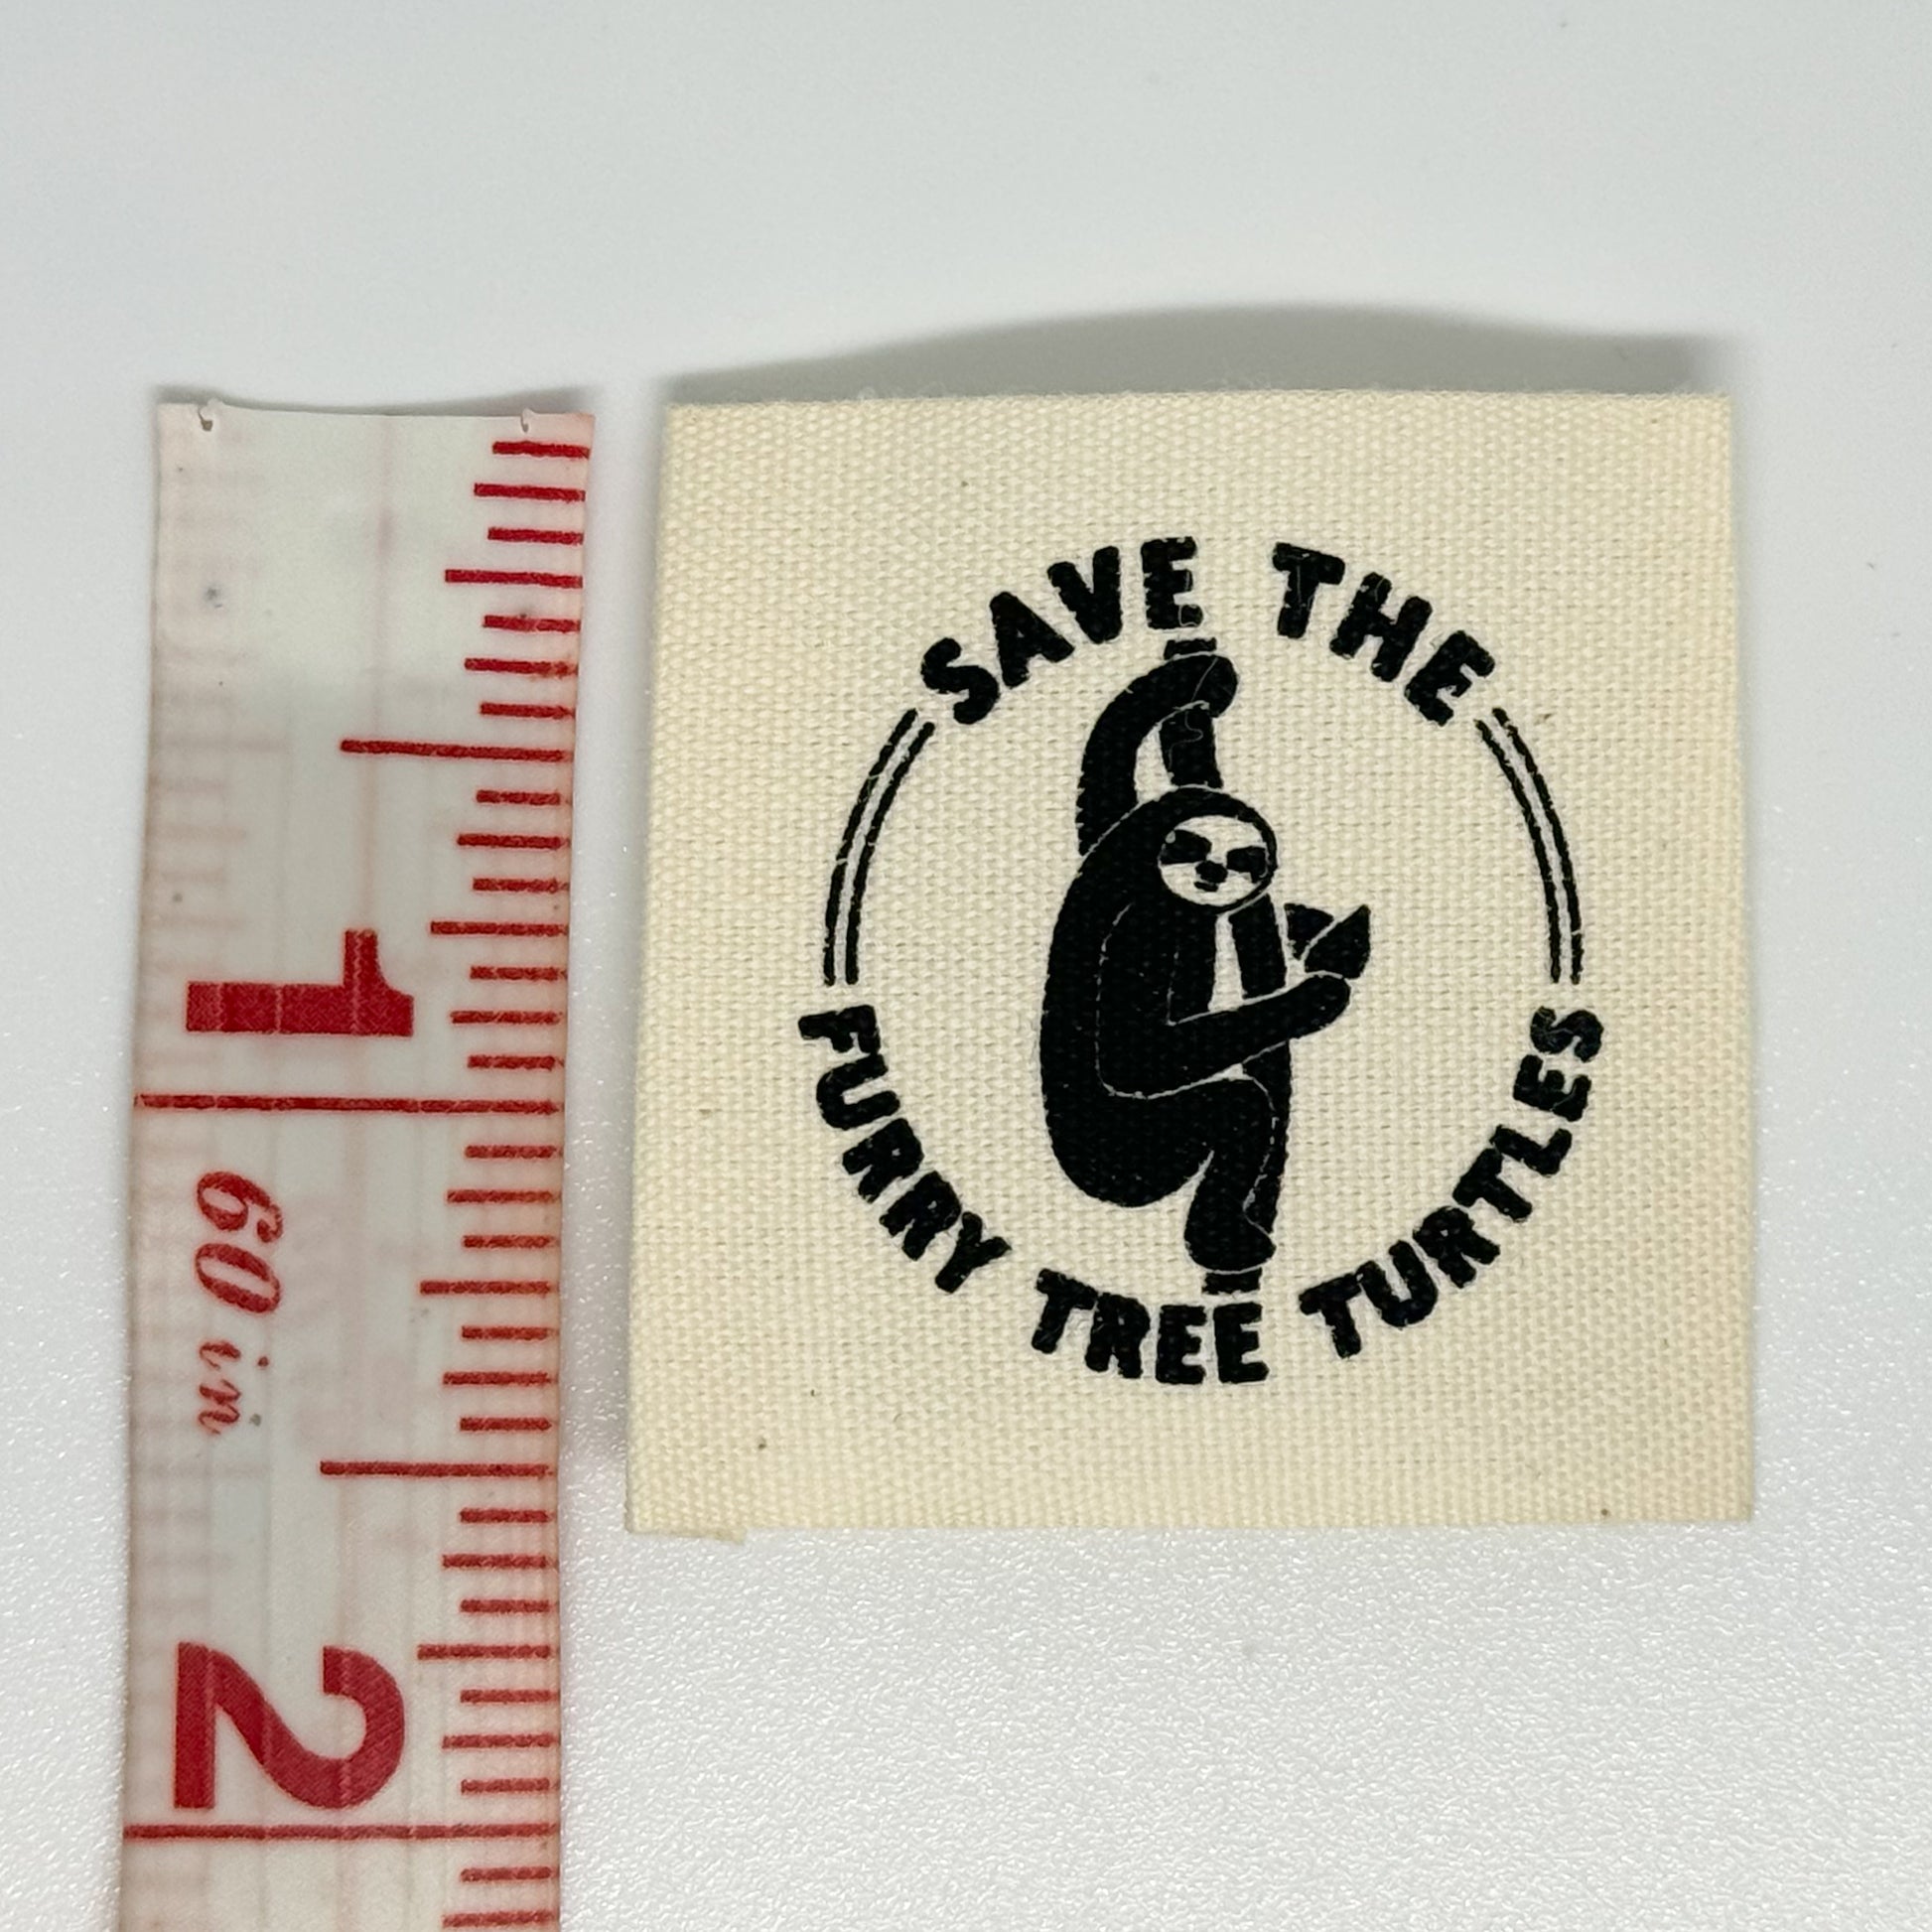 SAVE THE
FURRY TREE TURTLES
1
60 in
2